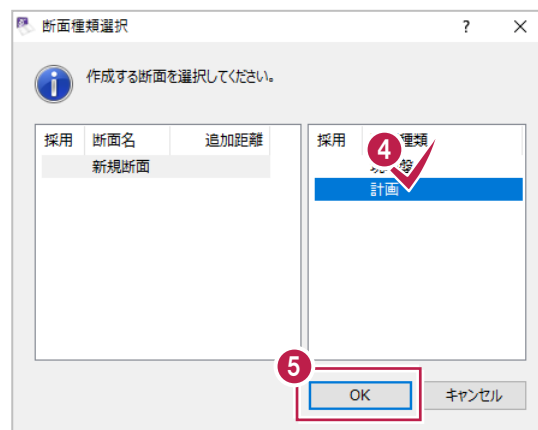 断面種類選択 ? ×
作成する断面を選択してください。
採用 断面名 追加距離
新規断面
採用 種類
4
計画
5
OK キャンセル